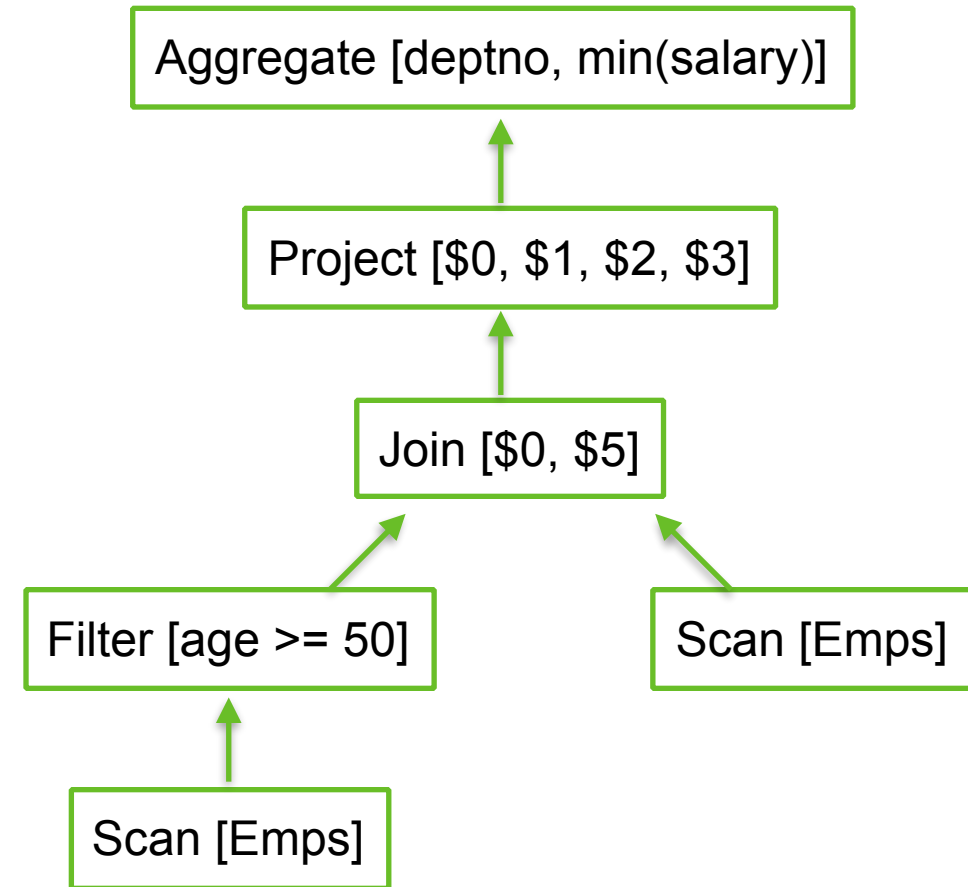 Aggregate [deptno, min(salary)]
Project [$0, $1, $2, $3]
Join [$0, $5]
Filter [age >= 50]
Scan [Emps]
Scan [Emps]